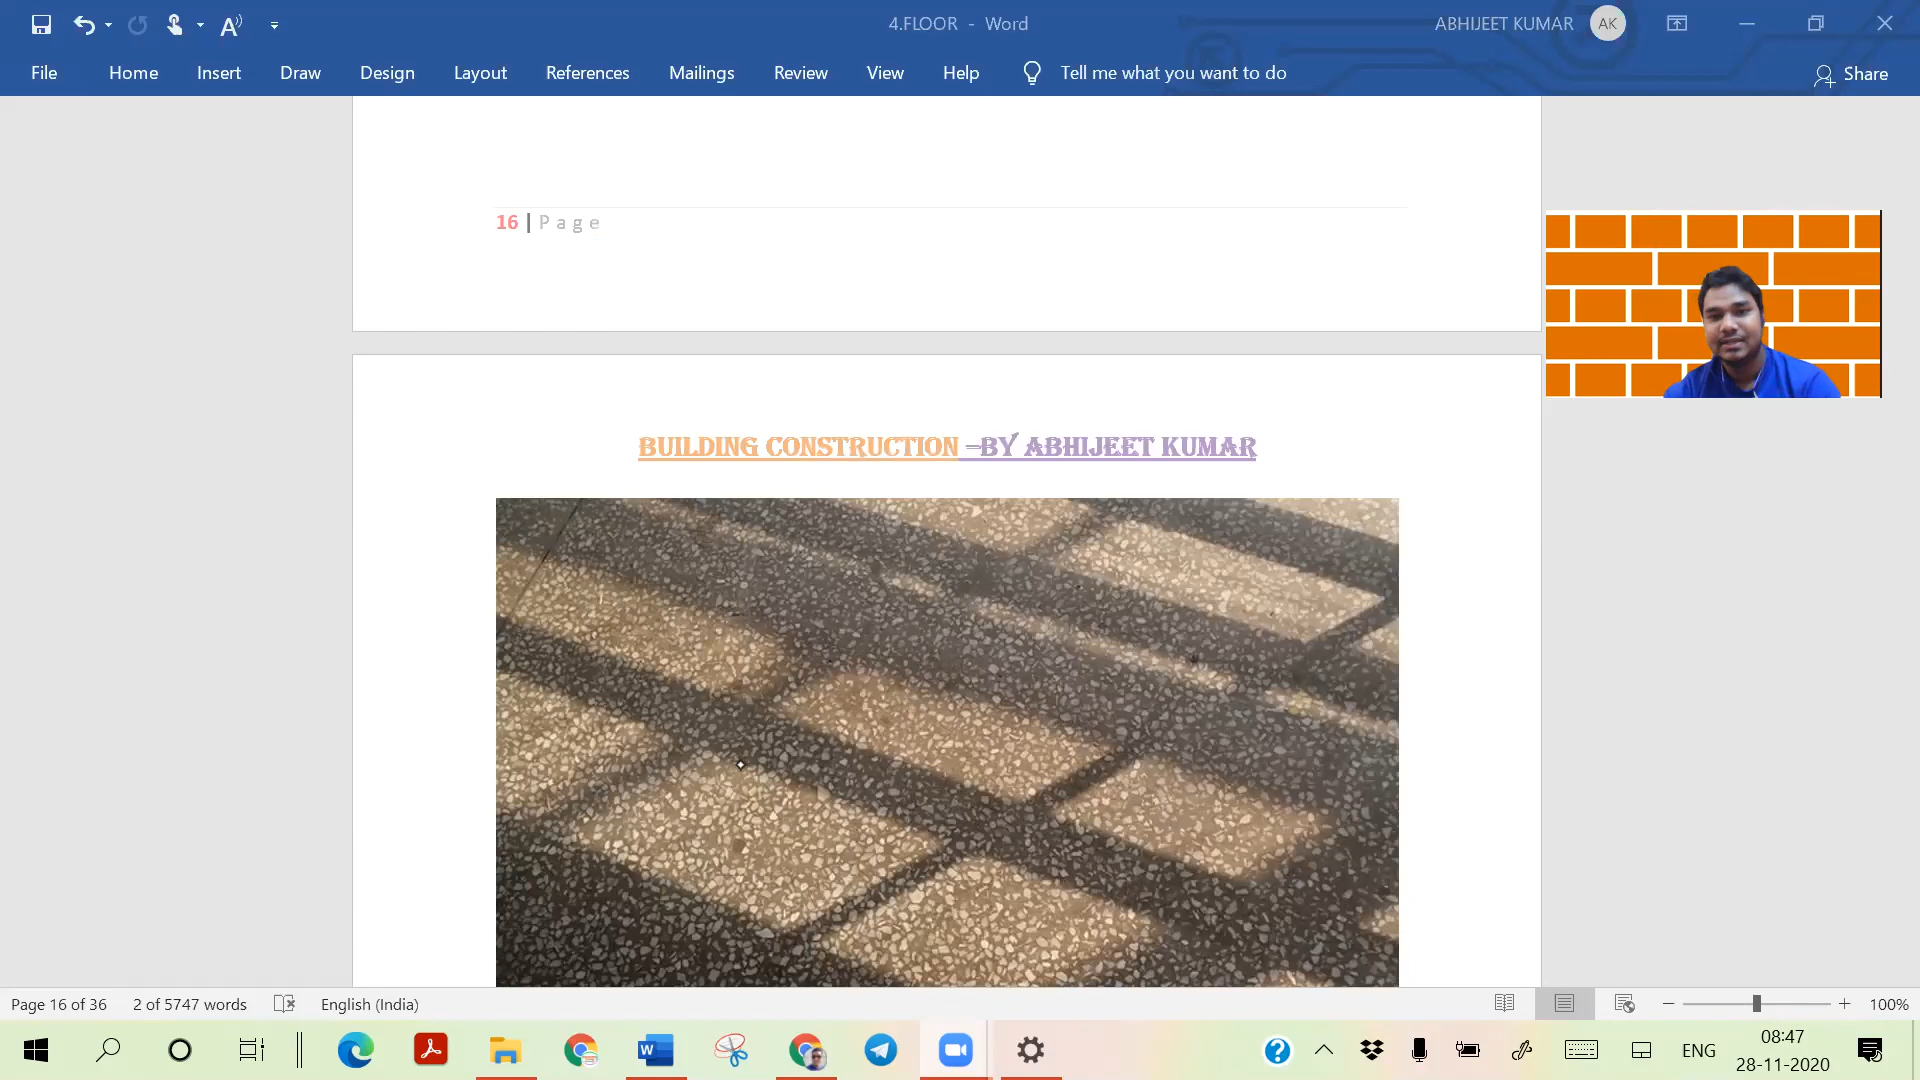 4.FLOOR - Word
ABHIJEET KUMAR AK
File Home Insert Draw Design Layout References Mailings Review View Help Tell me what you want to do Share
16 | Page
BUILDING CONSTRUCTION –BY ABHIJEET KUMAR
Page 16 of 36 2 of 5747 words English (India) 100%
ENG 08:47
28-11-2020